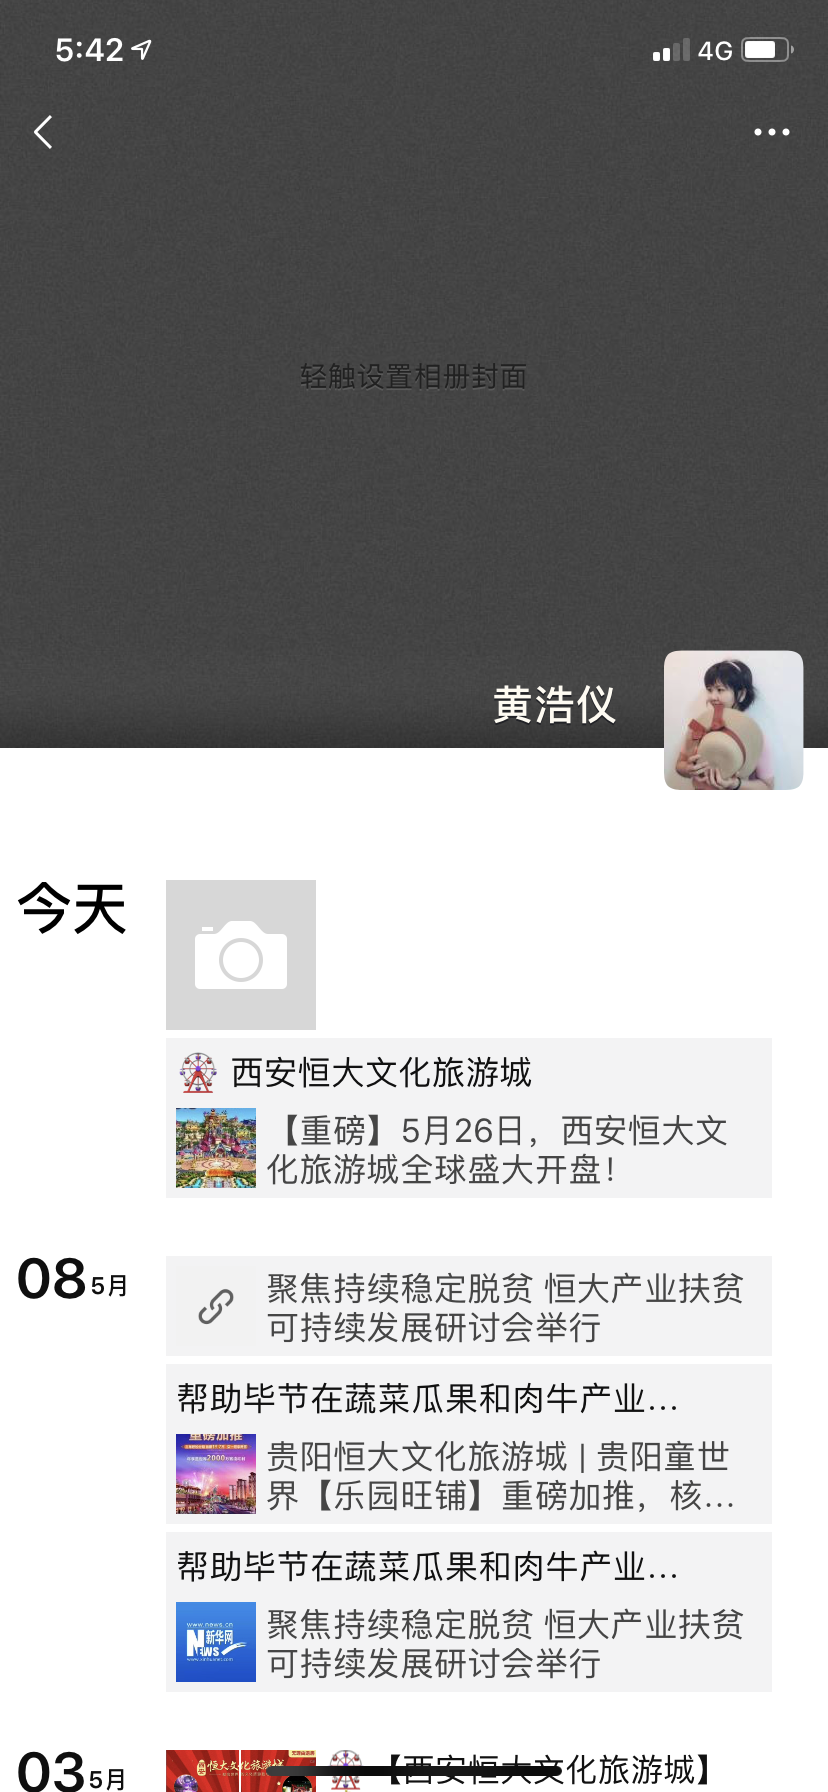 5:42
4G
轻触设置相册封面
黄浩仪
今天
西安恒大文化旅游城
【重磅】5月26日，西安恒大文
化旅游城全球盛大开盘！
08 5月
聚焦持续稳定脱贫 恒大产业扶贫
可持续发展研讨会举行
帮助毕节在蔬菜瓜果和肉牛产业...
重磅加推
2000
贵阳恒大文化旅游城 | 贵阳童世
界【乐园旺铺】重磅加推，核...
帮助毕节在蔬菜瓜果和肉牛产业...
www.news.cn
NEWS 新华网
www.xinhuanet.com
聚焦持续稳定脱贫 恒大产业扶贫
可持续发展研讨会举行
03 5月
恒大文化旅游城
【西安恒大文化旅游城】